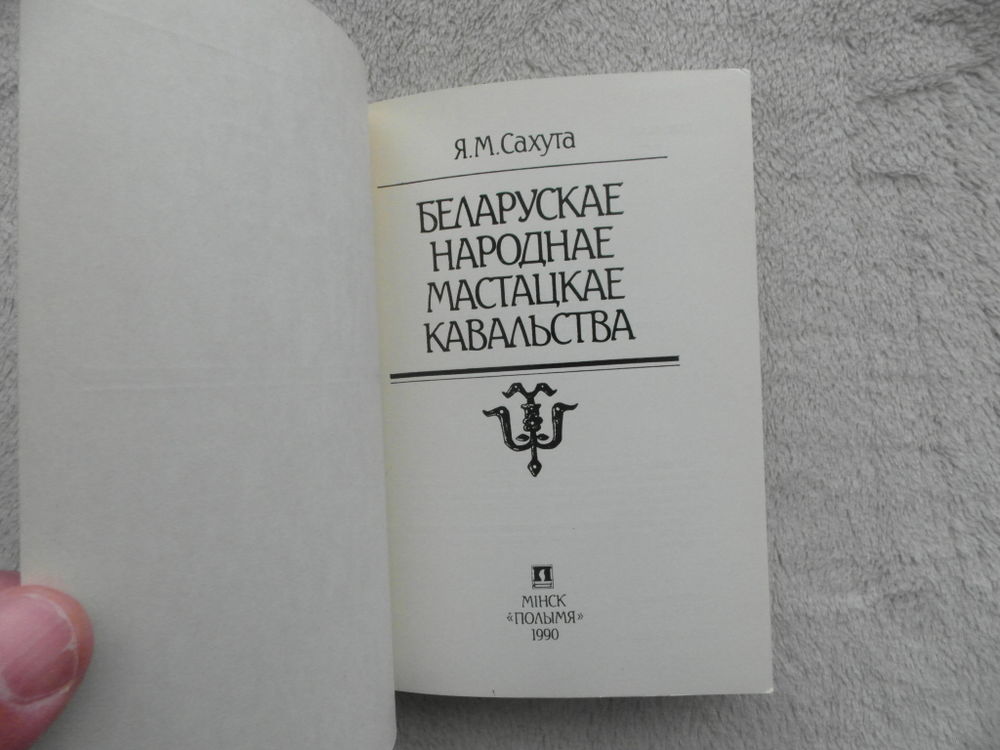 Я.М.Сахута
БЕЛАРУСКАЕ
НАРОДНАЕ
МАСТАЦКАЕ
КАВАЛЬСТВА
МІНСК
«ПОЛЫМЯ»
1990